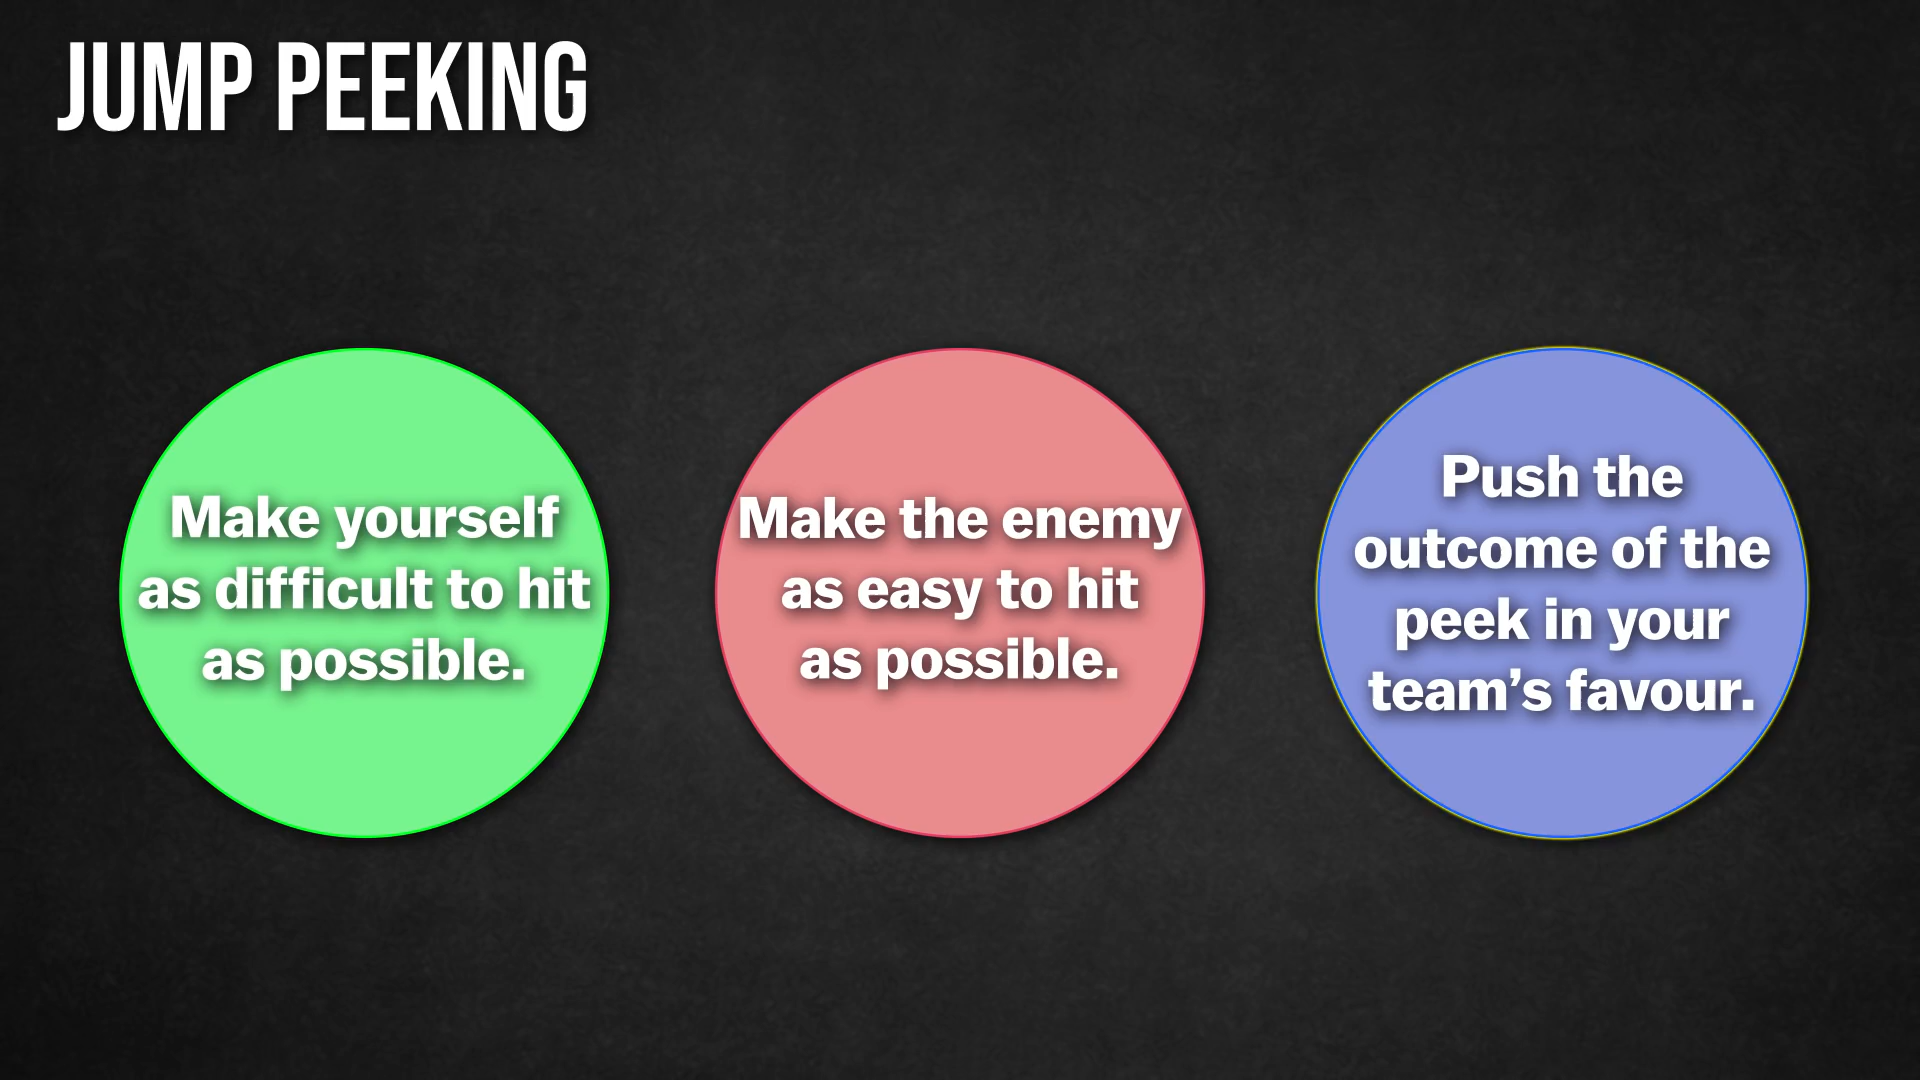 JUMP PEEKING
Make yourself
as difficult to hit
as possible.
Make the enemy
as easy to hit
as possible.
Push the
outcome of the
peek in your
team’s favour.